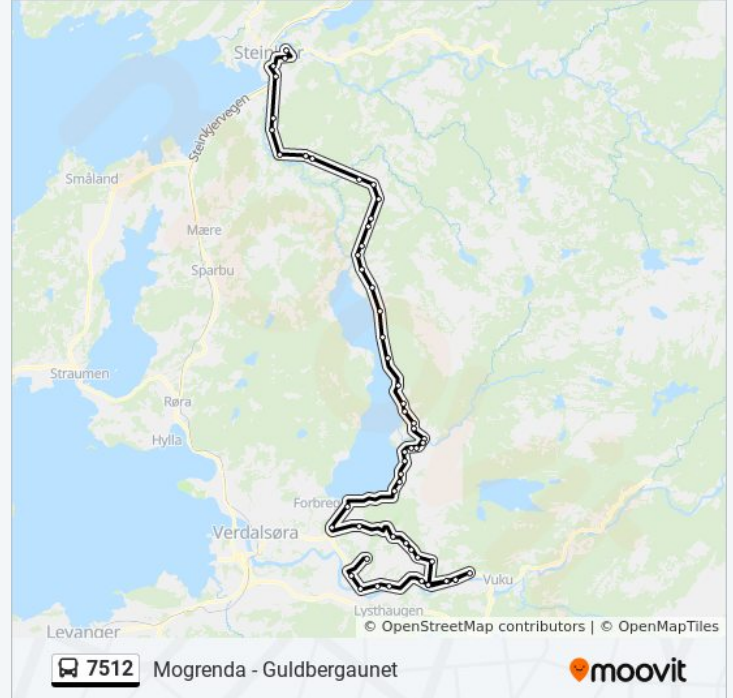 Steinkjer
Steinkjervegen
Småland
Mære
Sparbu
Straumen
Røra
Hylla
Forbre
Verdalsøra
Vuku
Lysthaugen
Levanger
© OpenStreetMap contributors | © OpenMapTiles
7512 Mogrenda - Guldbergaunet moovit